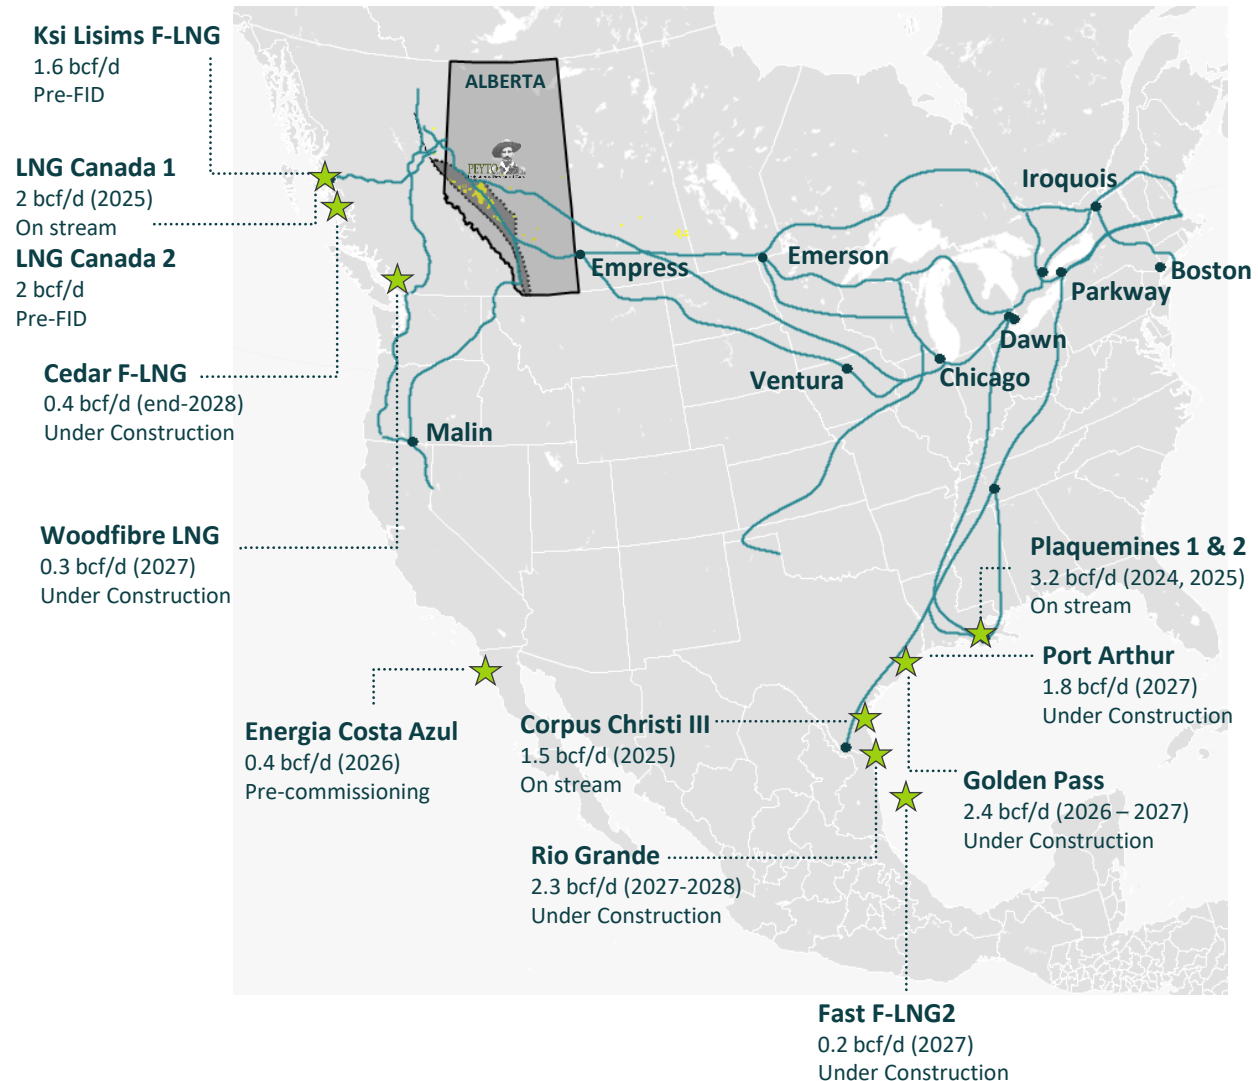 Ksi Lisims F-LNG
1.6 bcf/d
Pre-FID
LNG Canada 1
2 bcf/d (2025)
On stream
LNG Canada 2
2 bcf/d
Pre-FID
Cedar F-LNG
0.4 bcf/d (end-2028)
Under Construction
Woodfibre LNG
0.3 bcf/d (2027)
Under Construction
ALBERTA
PEYTO
Empress
Emerson
Iroquois
Boston
Parkway
Dawn
Chicago
Ventura
Malin
Plaquemines 1 & 2
3.2 bcf/d (2024, 2025)
On stream
Port Arthur
1.8 bcf/d (2027)
Under Construction
Energia Costa Azul
0.4 bcf/d (2026)
Pre-commissioning
Corpus Christi III
1.5 bcf/d (2025)
On stream
Golden Pass
2.4 bcf/d (2026 – 2027)
Under Construction
Rio Grande
2.3 bcf/d (2027-2028)
Under Construction
Fast F-LNG2
0.2 bcf/d (2027)
Under Construction